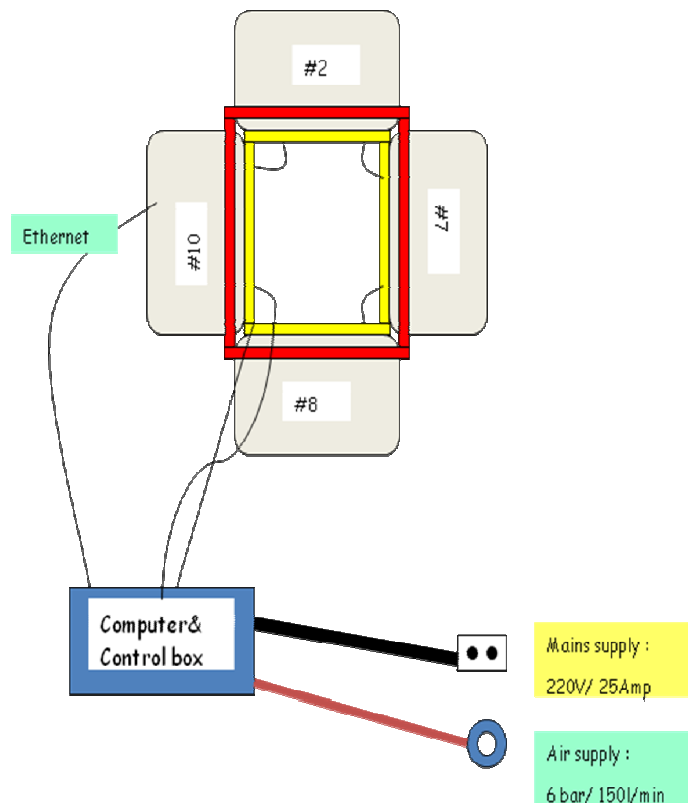 #2
#7
Ethernet
#10
#8
Computer&
Control box
Mains supply :
220V/ 25Amp
Air supply :
6 bar/ 150l/min